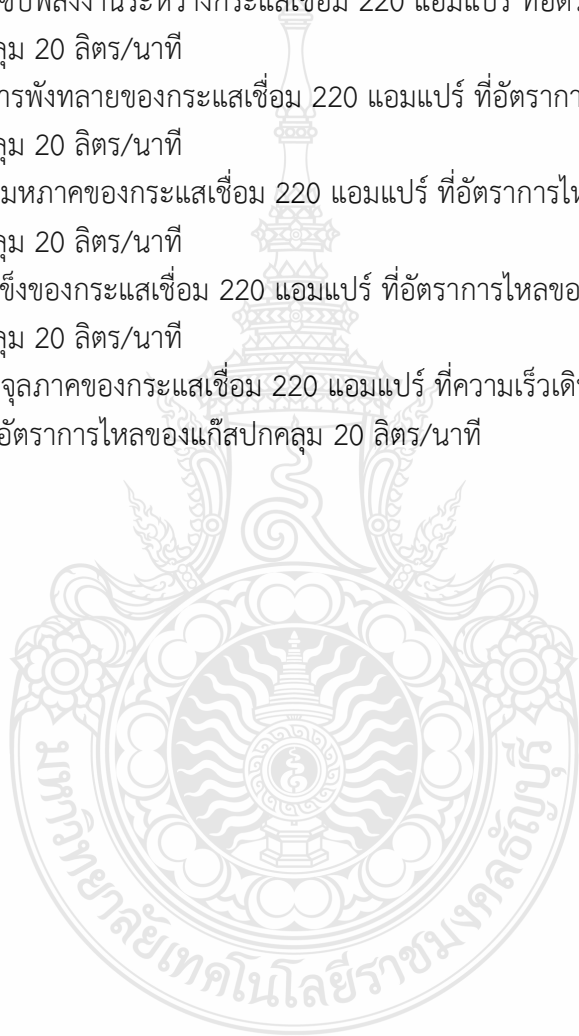 ซับพลังงานระหว่างกระแสเชื่อม 220 แอมแปร์ ที่อัตรา
ลุม 20 ลิตร/นาที
ารพังทลายของกระแสเชื่อม 220 แอมแปร์ ที่อัตรากา
ลุม 20 ลิตร/นาที
มหภาคของกระแสเชื่อม 220 แอมแปร์ ที่อัตราการไห
ลุม 20 ลิตร/นาที
ข็งของกระแสเชื่อม 220 แอมแปร์ ที่อัตราการไหลขอ
ลุม 20 ลิตร/นาที
จุลภาคของกระแสเชื่อม 220 แอมแปร์ ที่ความเร็วเดิ
อัตราการไหลของแก๊สปกคลุม 20 ลิตร/นาที
มหาวิทยาลัยเทคโนโลยีราชมงคลธัญบุรี